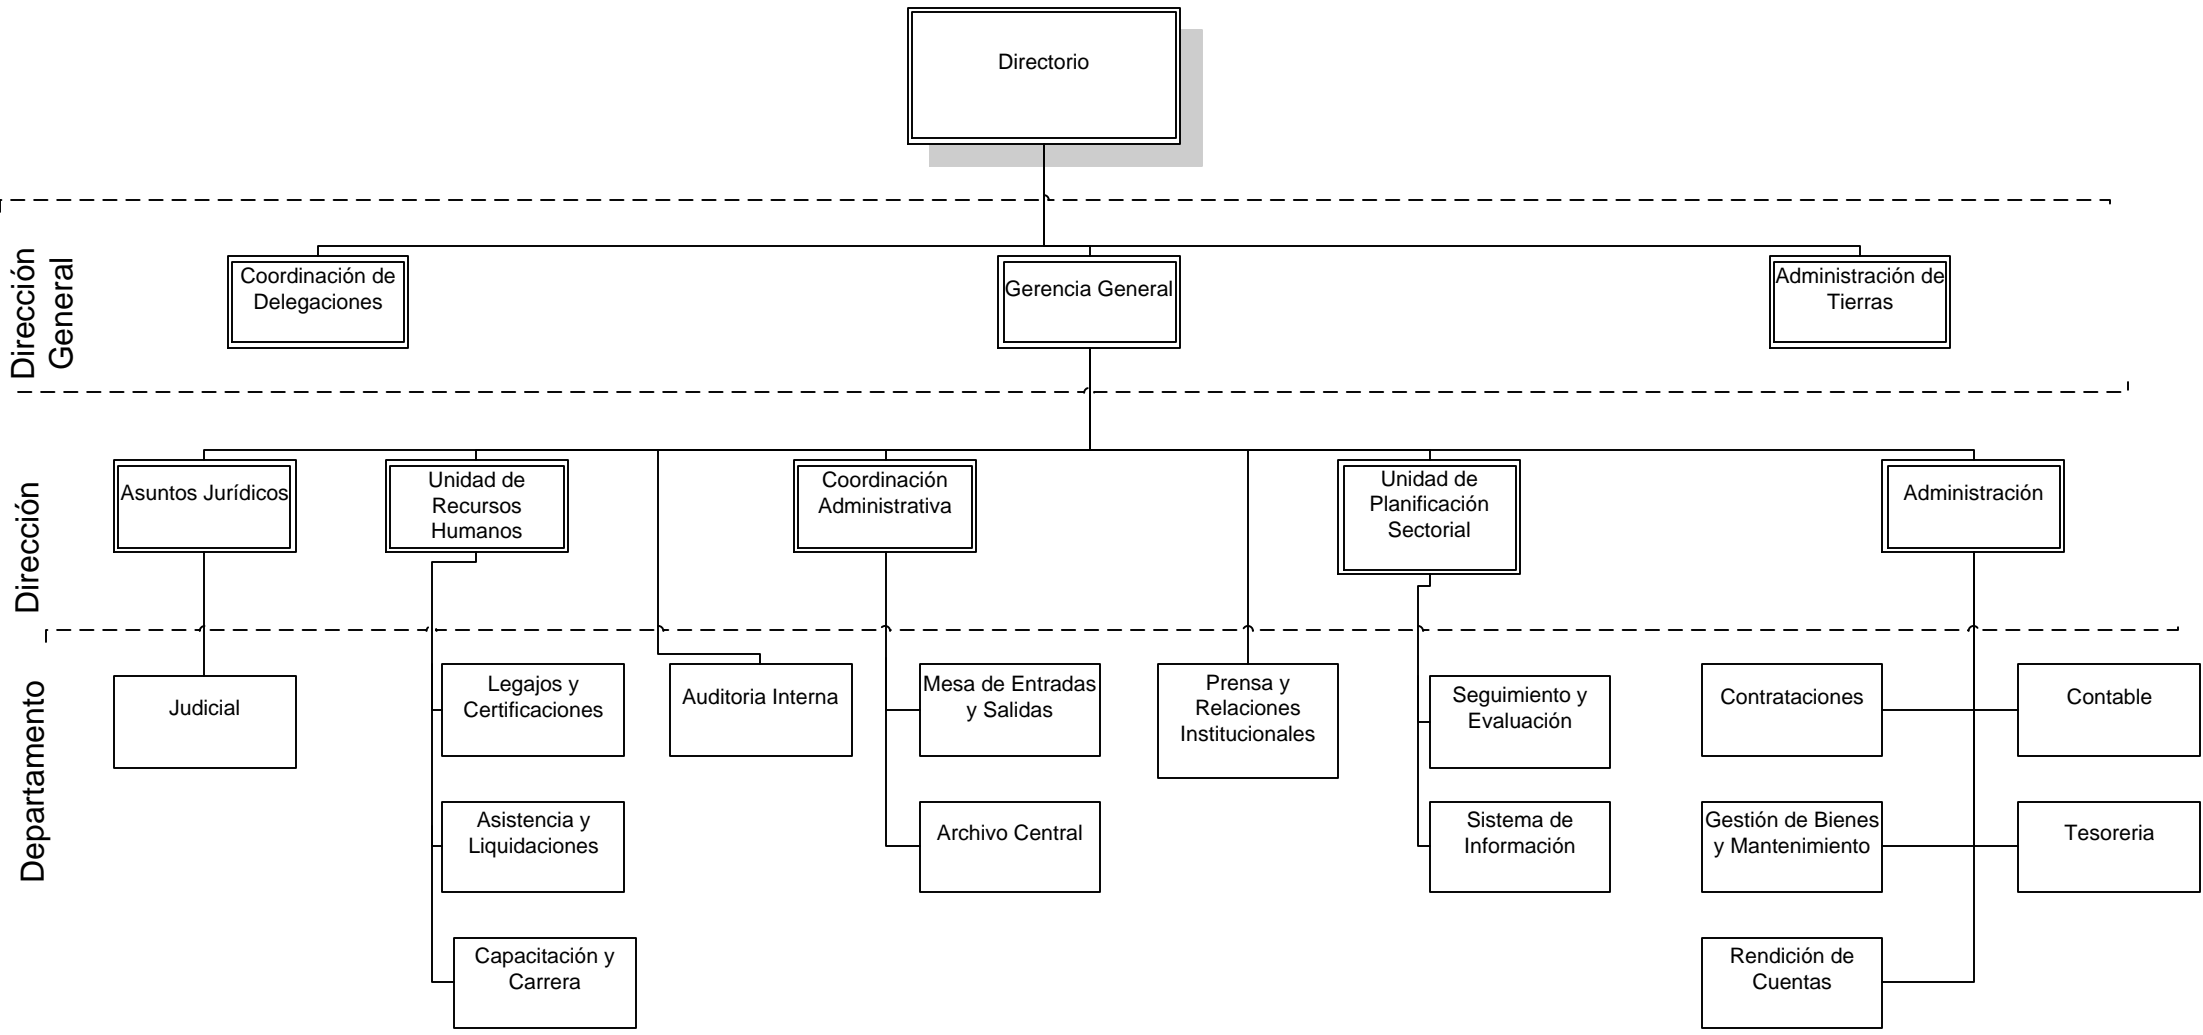 Directorio
Dirección
General
Coordinación de
Delegaciones
Gerencia General
Administración de
Tierras
Dirección
Asuntos Jurídicos
Unidad de
Recursos
Humanos
Coordinación
Administrativa
Unidad de
Planificación
Sectorial
Administración
Departamento
Judicial
Legajos y
Certificaciones
Auditoria Interna
Mesa de Entradas
y Salidas
Prensa y
Relaciones
Institucionales
Seguimiento y
Evaluación
Contrataciones
Contable
Asistencia y
Liquidaciones
Archivo Central
Sistema de
Información
Gestión de Bienes
y Mantenimiento
Tesoreria
Capacitación y
Carrera
Rendición de
Cuentas